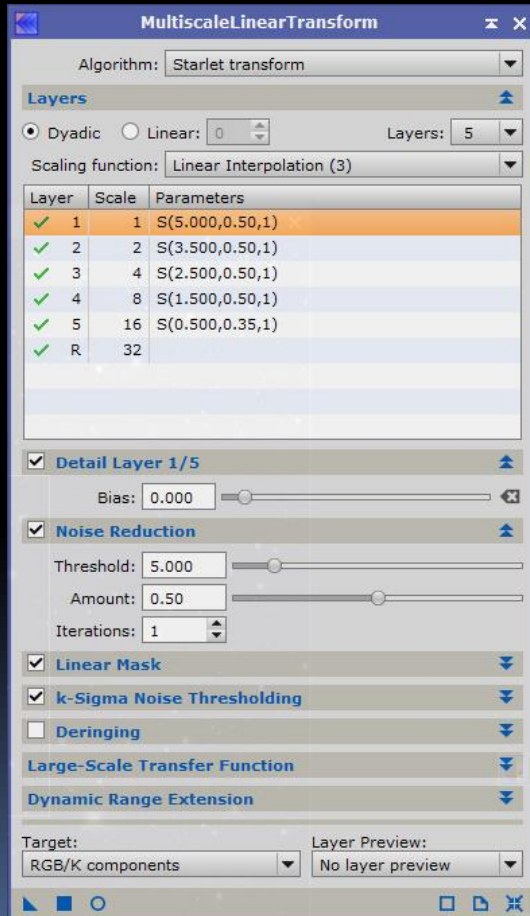 MultiscaleLinearTransform
Algorithm: Starlet transform
Layers
Dyadic Linear: 0 Layers: 5
Scaling function: Linear Interpolation (3)
Layer Scale Parameters
1 1 S(5.000,0.50,1)
2 2 S(3.500,0.50,1)
3 4 S(2.500,0.50,1)
4 8 S(1.500,0.50,1)
5 16 S(0.500,0.35,1)
R 32
Detail Layer 1/5
Bias: 0.000
Noise Reduction
Threshold: 5.000
Amount: 0.50
Iterations: 1
Linear Mask
k-Sigma Noise Thresholding
Deringing
Large-Scale Transfer Function
Dynamic Range Extension
Target: Layer Preview:
RGB/K components No layer preview